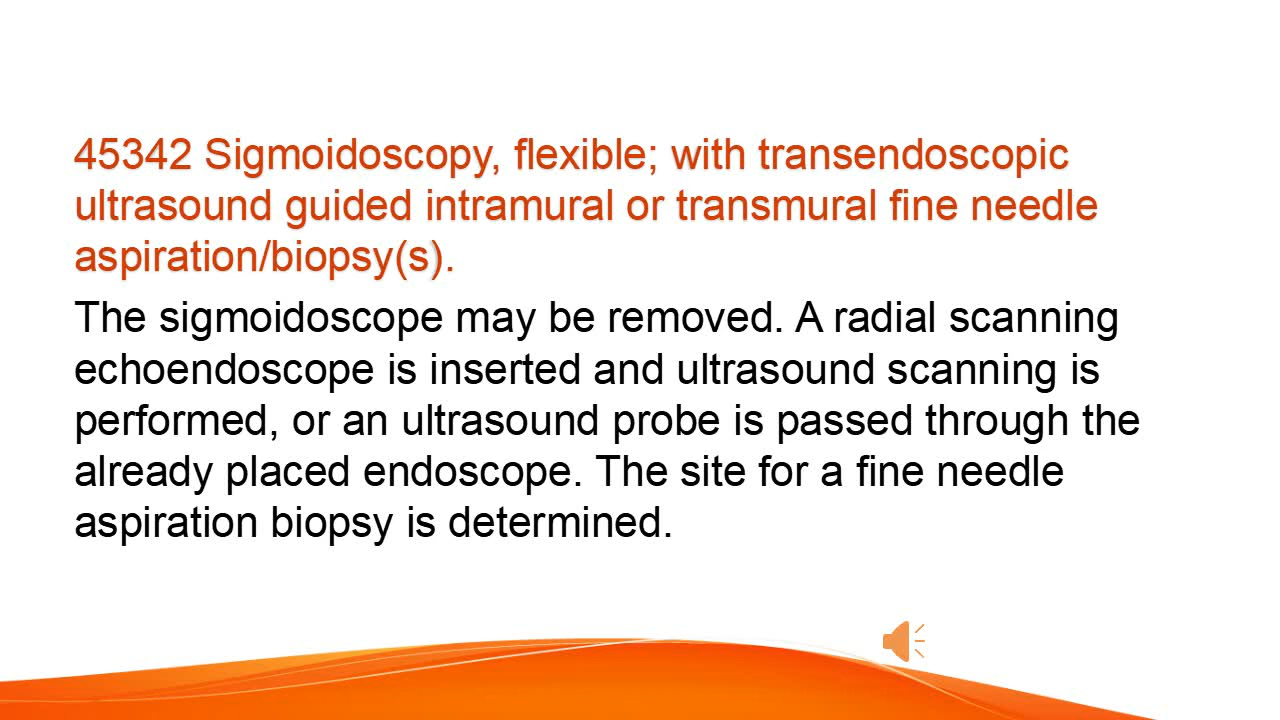 45342 Sigmoidoscopy, flexible; with transendoscopic
ultrasound guided intramural or transmural fine needle
aspiration/biopsy(s).
The sigmoidoscope may be removed. A radial scanning
echoendoscope is inserted and ultrasound scanning is
performed, or an ultrasound probe is passed through the
already placed endoscope. The site for a fine needle
aspiration biopsy is determined.